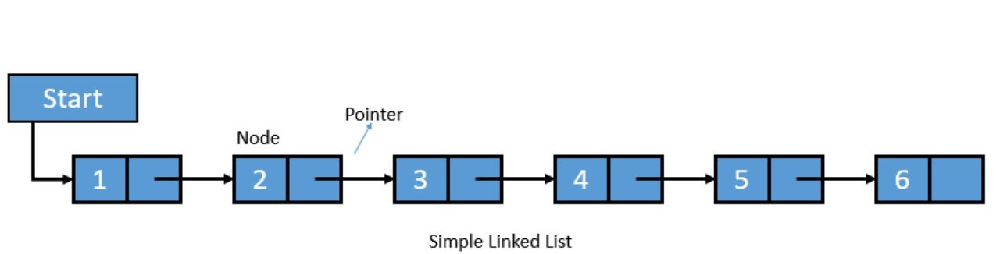 Start
Pointer
Node
1 2 3 4 5 6
Simple Linked List